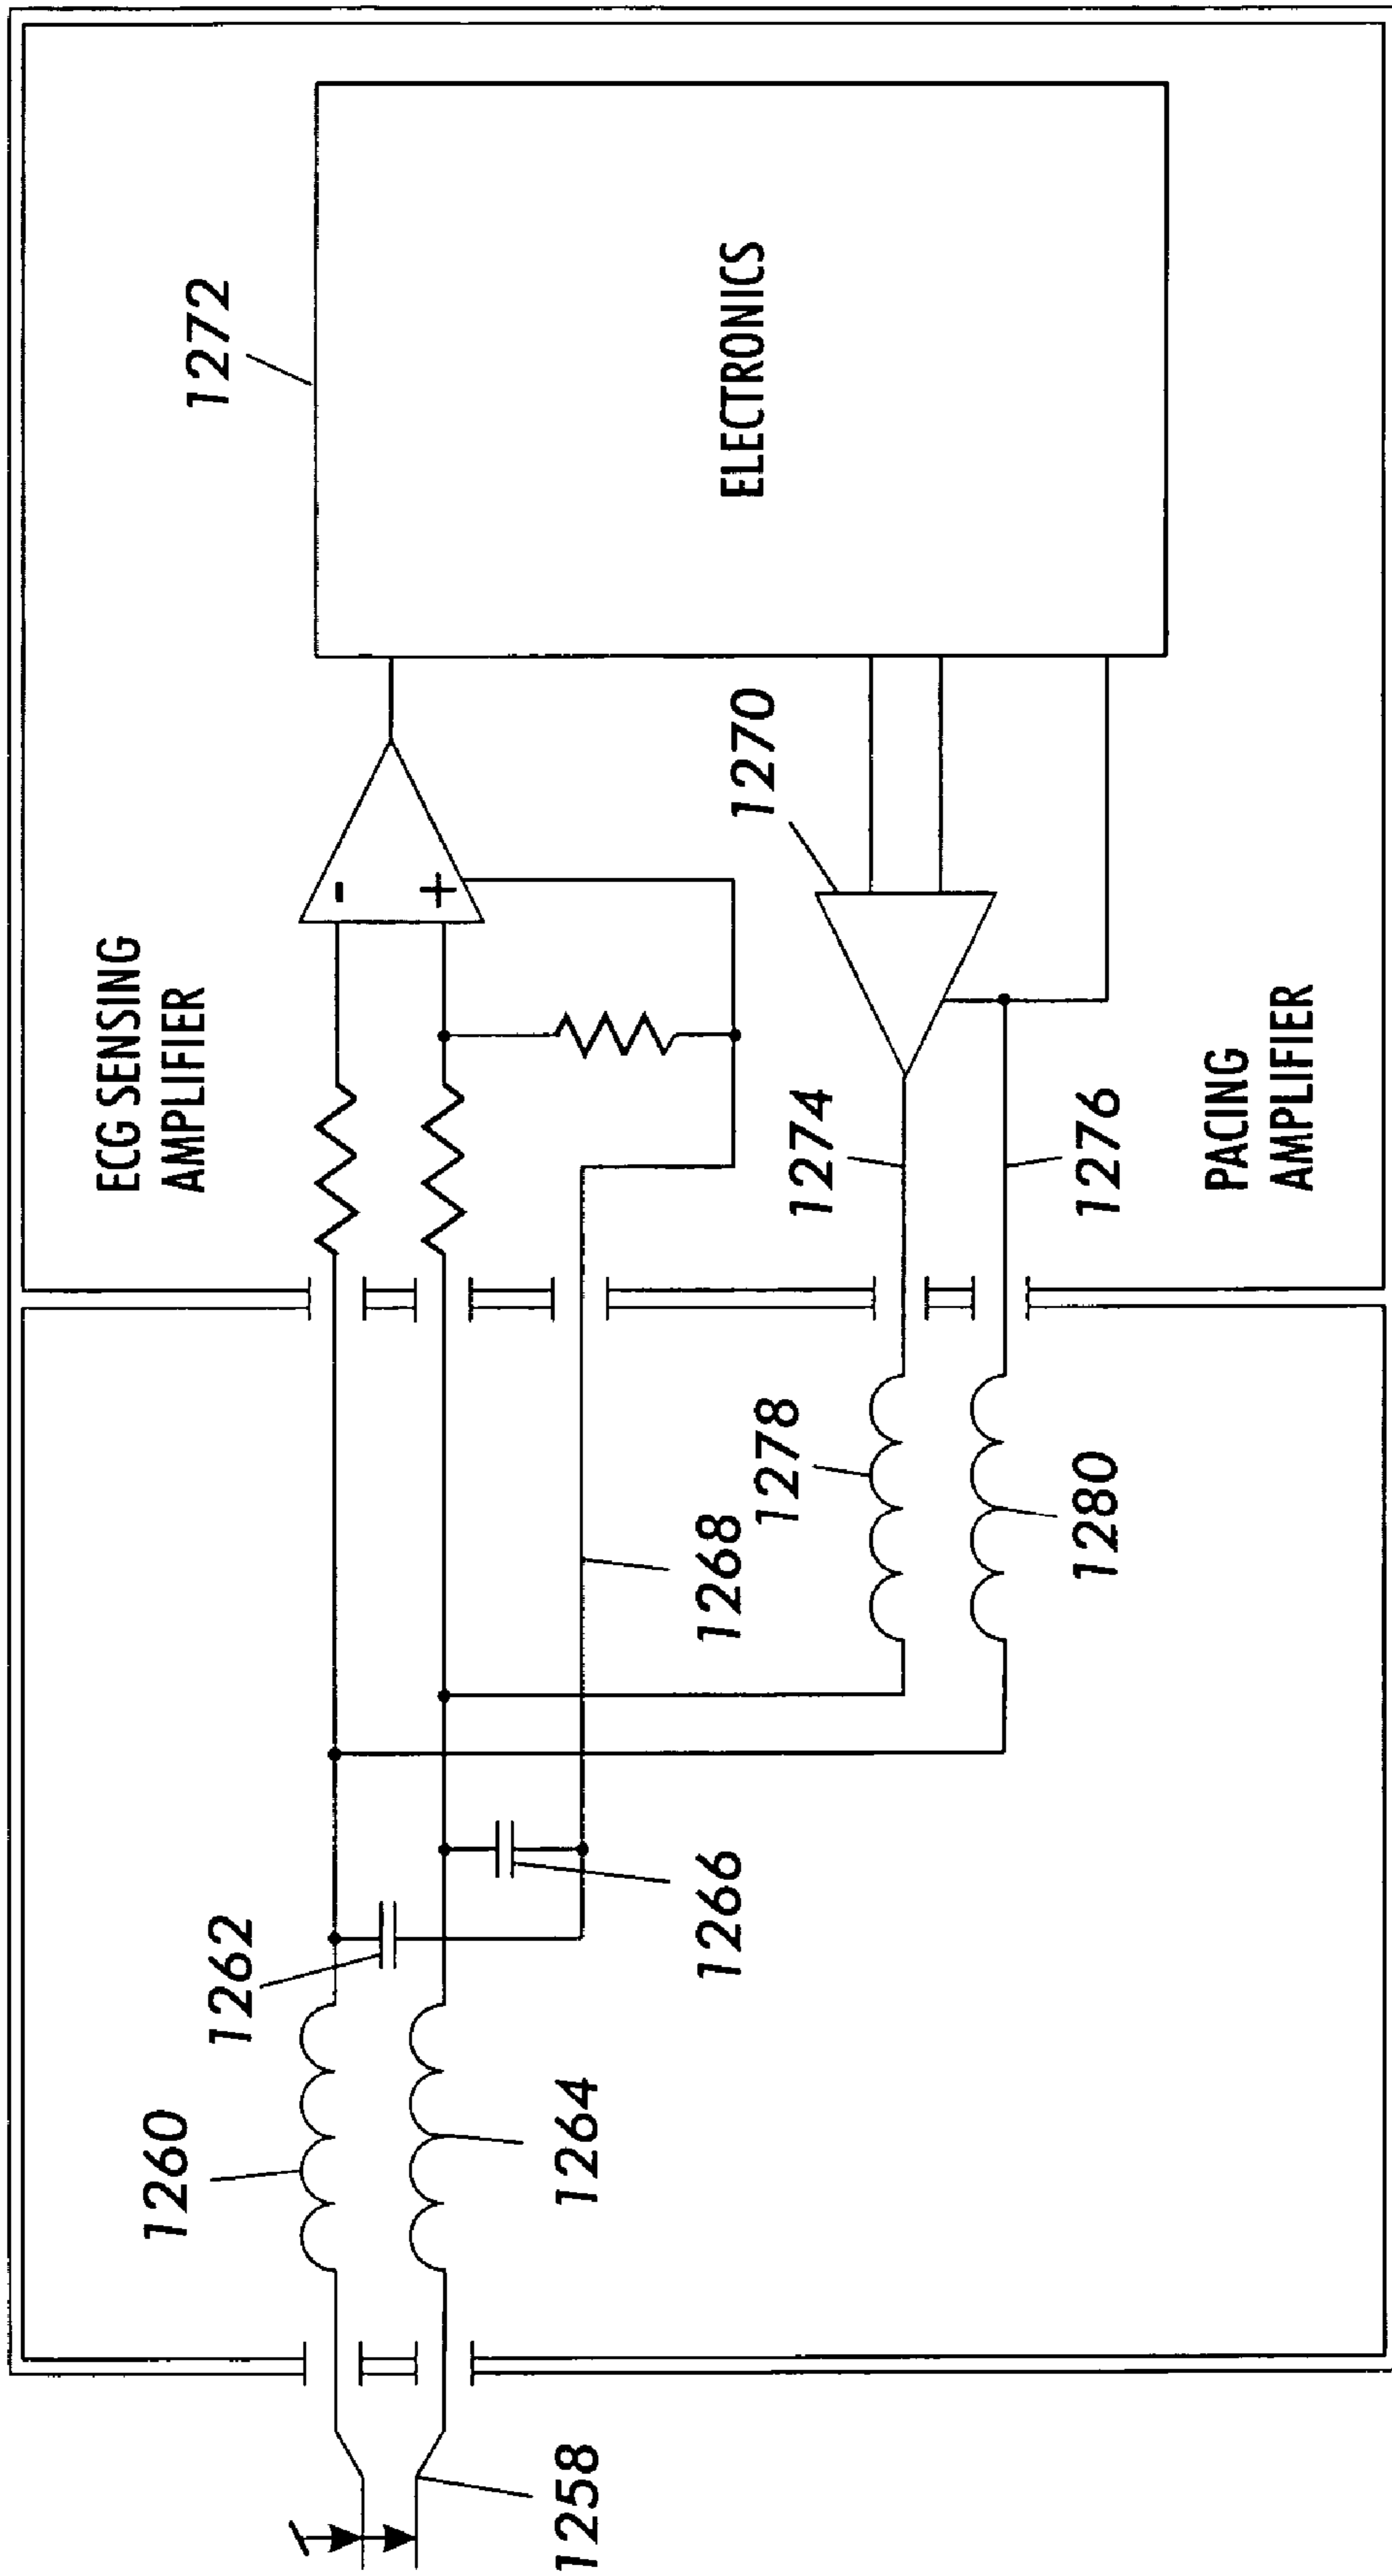 1272
ELECTRONICS
ECG SENSING
AMPLIFIER
-
+
1270
1274
1276
PACING
AMPLIFIER
1278
1280
1268
1266
1262
1260
1264
1258